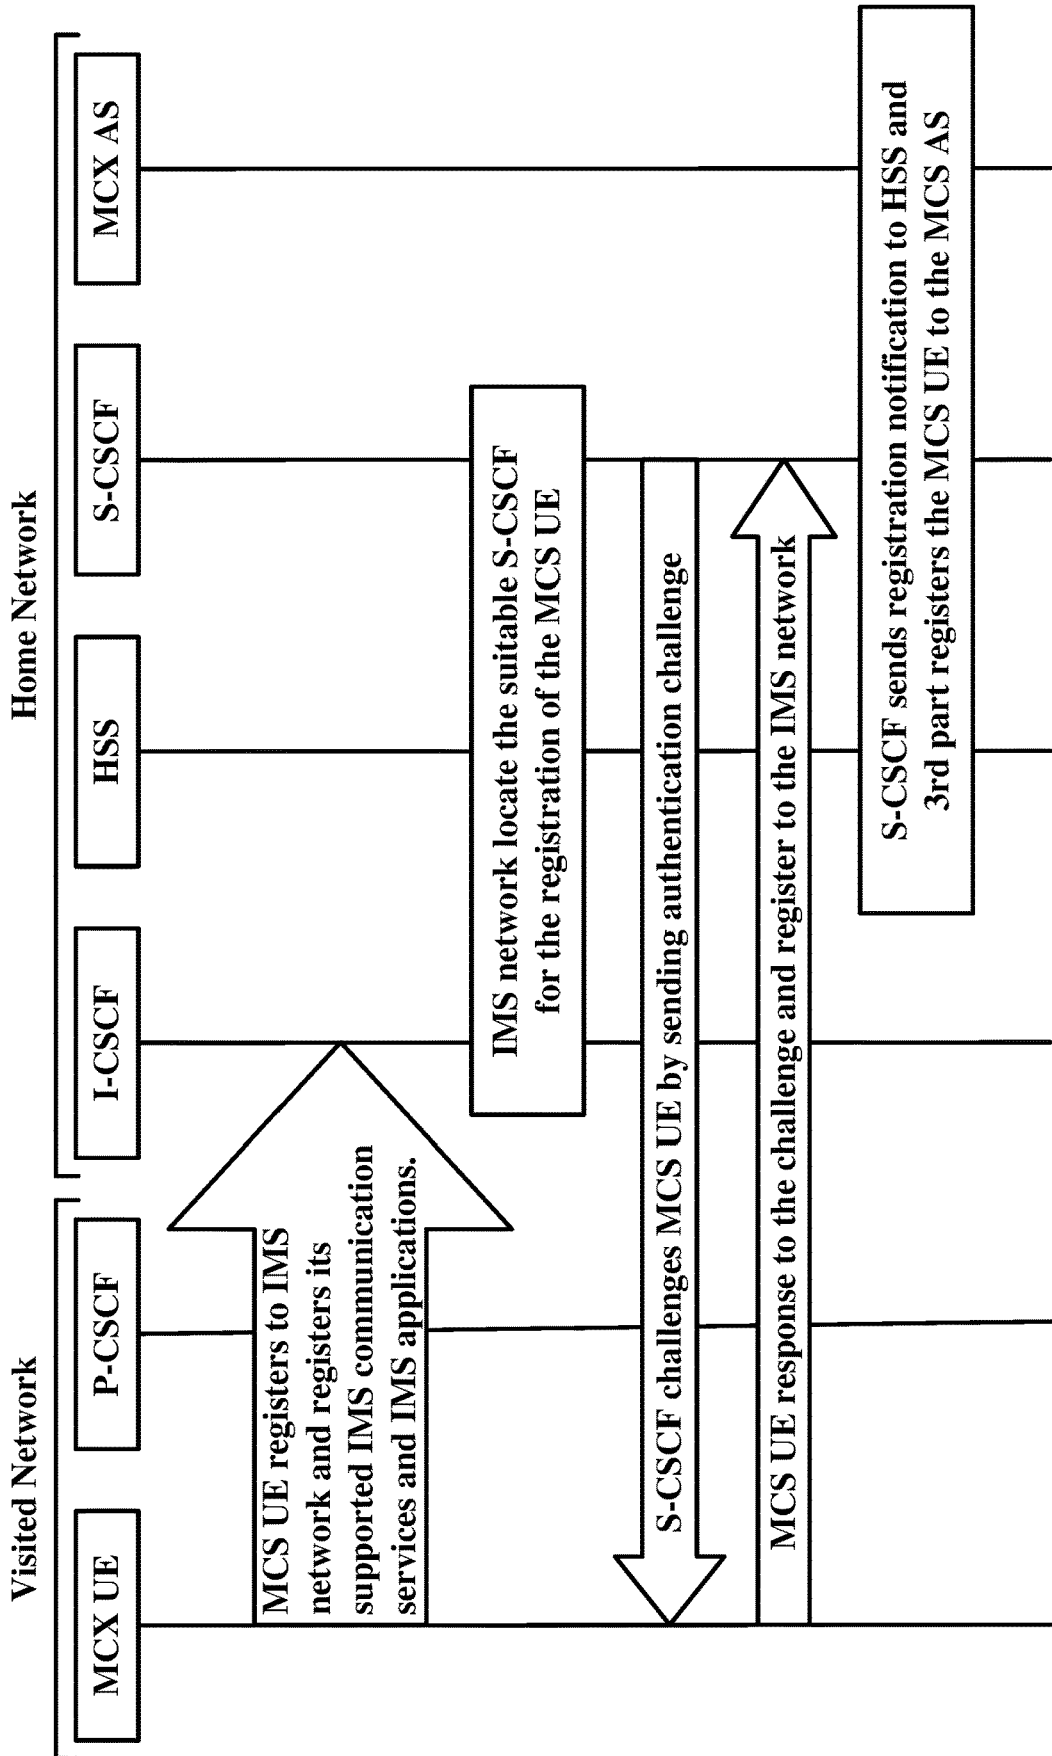 Visited Network
Home Network
MCX UE
P-CSCF
I-CSCF
HSS
S-CSCF
MCX AS
MCS UE registers to IMS
network and registers its
supported IMS communication
services and IMS applications.
IMS network locate the suitable S-CSCF
for the registration of the MCS UE
S-CSCF challenges MCS UE by sending authentication challenge
MCS UE response to the challenge and register to the IMS network
S-CSCF sends registration notification to HSS and
3rd part registers the MCS UE to the MCS AS